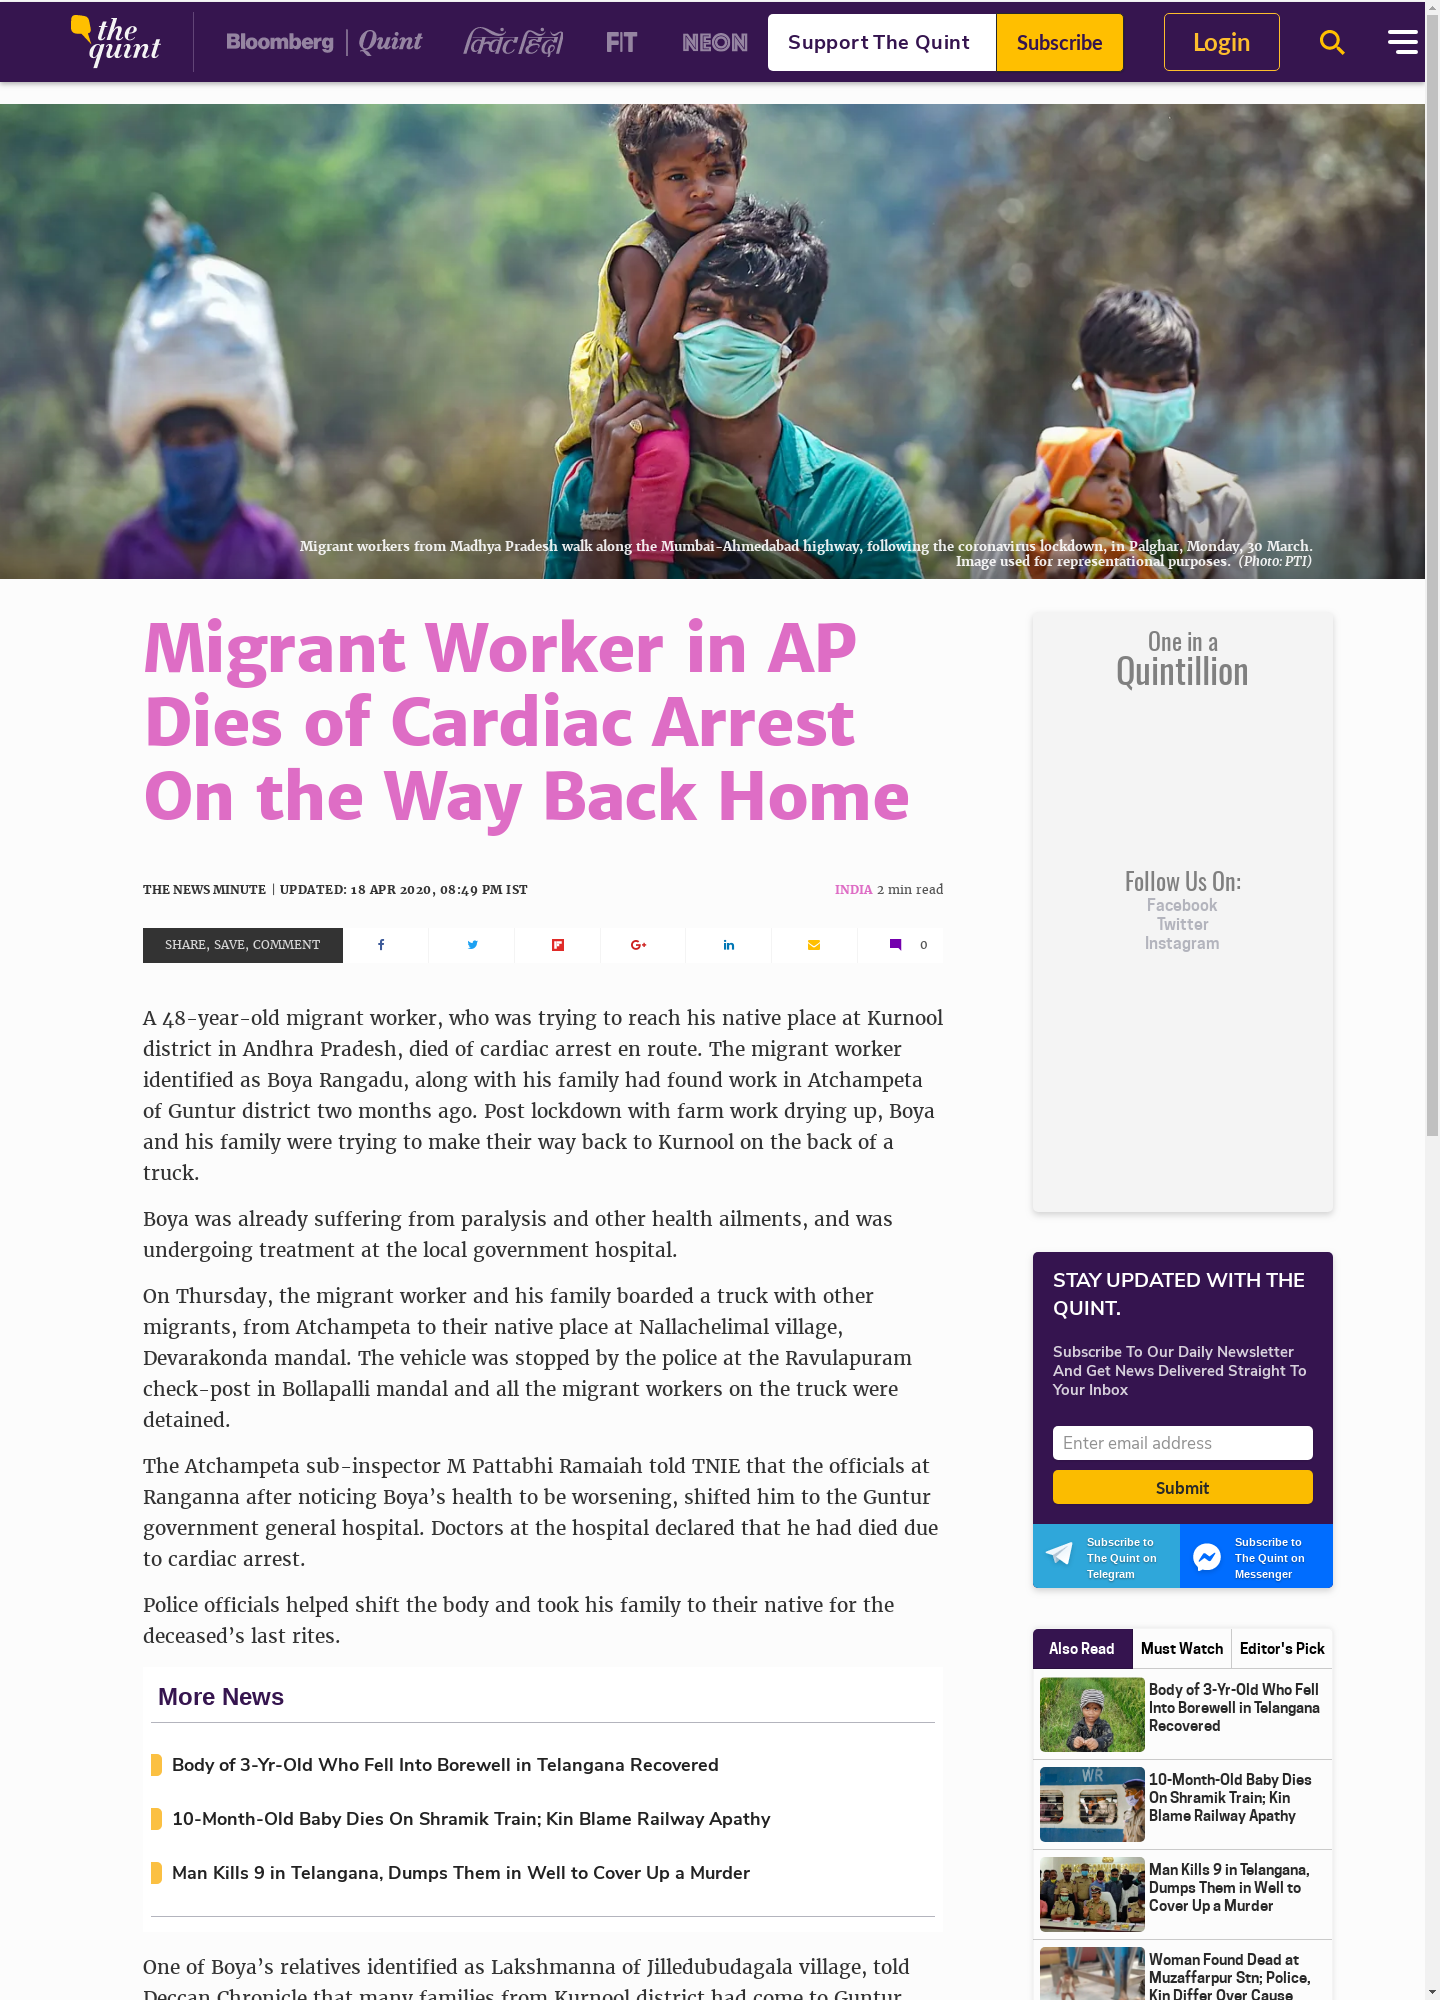 the quint
Bloomberg | Quint
क्विंट हिंदी
FIT
NEON
Support The Quint
Subscribe
Login
Migrant workers from Madhya Pradesh walk along the Mumbai-Ahmedabad highway, following the coronavirus lockdown, in Palghar, Monday, 30 March.
Image used for representational purposes. (Photo: PTI)
Migrant Worker in AP
Dies of Cardiac Arrest
On the Way Back Home
THE NEWS MINUTE | UPDATED: 18 APR 2020, 08:49 PM IST
INDIA 2 min read
SHARE, SAVE, COMMENT
0
A 48-year-old migrant worker, who was trying to reach his native place at Kurnool
district in Andhra Pradesh, died of cardiac arrest en route. The migrant worker
identified as Boya Rangadu, along with his family had found work in Atchampeta
of Guntur district two months ago. Post lockdown with farm work drying up, Boya
and his family were trying to make their way back to Kurnool on the back of a
truck.
Boya was already suffering from paralysis and other health ailments, and was
undergoing treatment at the local government hospital.
On Thursday, the migrant worker and his family boarded a truck with other
migrants, from Atchampeta to their native place at Nallachelimal village,
Devarakonda mandal. The vehicle was stopped by the police at the Ravulapuram
check-post in Bollapalli mandal and all the migrant workers on the truck were
detained.
The Atchampeta sub-inspector M Pattabhi Ramaiah told TNIE that the officials at
Ranganna after noticing Boya’s health to be worsening, shifted him to the Guntur
government general hospital. Doctors at the hospital declared that he had died due
to cardiac arrest.
Police officials helped shift the body and took his family to their native for the
deceased’s last rites.
More News
Body of 3-Yr-Old Who Fell Into Borewell in Telangana Recovered
10-Month-Old Baby Dies On Shramik Train; Kin Blame Railway Apathy
Man Kills 9 in Telangana, Dumps Them in Well to Cover Up a Murder
One of Boya’s relatives identified as Lakshmanna of Jilledubudagala village, told
Deccan Chronicle that many families from Kurnool district had come to Guntur
One in a
Quintillion
Follow Us On:
Facebook
Twitter
Instagram
STAY UPDATED WITH THE
QUINT.
Subscribe To Our Daily Newsletter
And Get News Delivered Straight To
Your Inbox
Enter email address
Submit
Subscribe to
The Quint on
Telegram
Subscribe to
The Quint on
Messenger
Also Read
Must Watch
Editor's Pick
Body of 3-Yr-Old Who Fell
Into Borewell in Telangana
Recovered
WR
10-Month-Old Baby Dies
On Shramik Train; Kin
Blame Railway Apathy
Man Kills 9 in Telangana,
Dumps Them in Well to
Cover Up a Murder
Woman Found Dead at
Muzaffarpur Stn; Police,
Kin Differ Over Cause